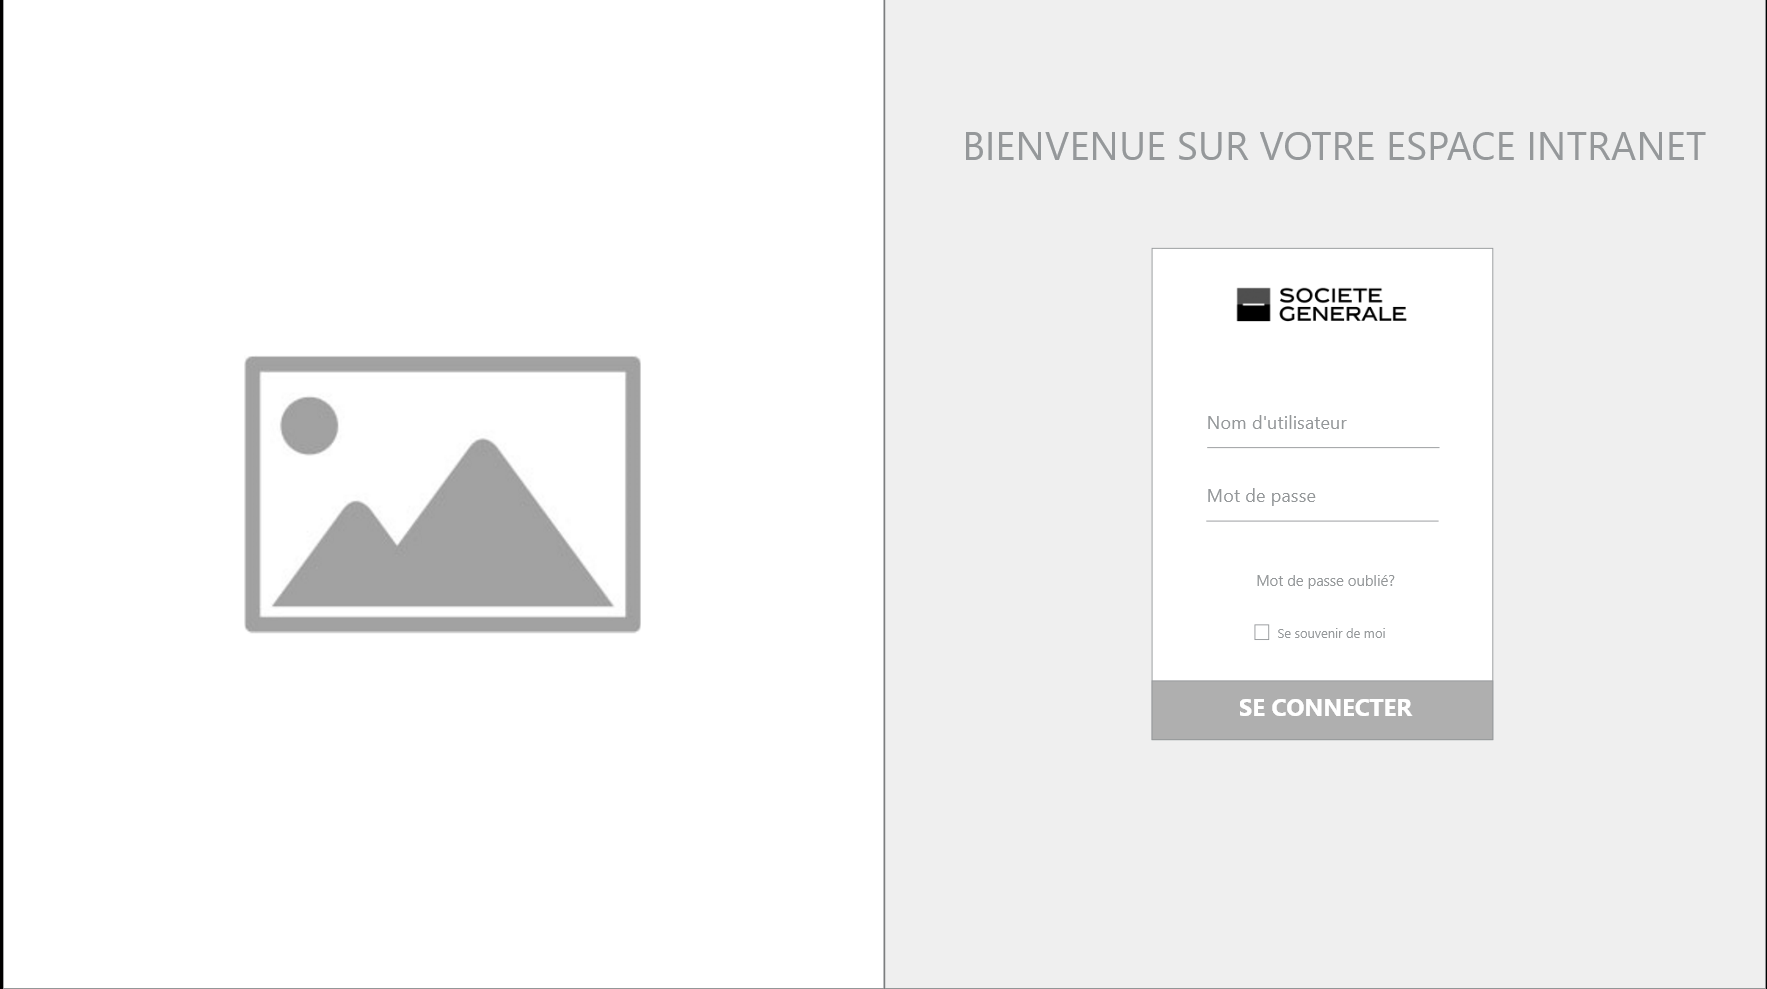 BIENVENUE SUR VOTRE ESPACE INTRANET
SOCIETE
GENERALE
Nom d'utilisateur
Mot de passe
Mot de passe oublié?
Se souvenir de moi
SE CONNECTER